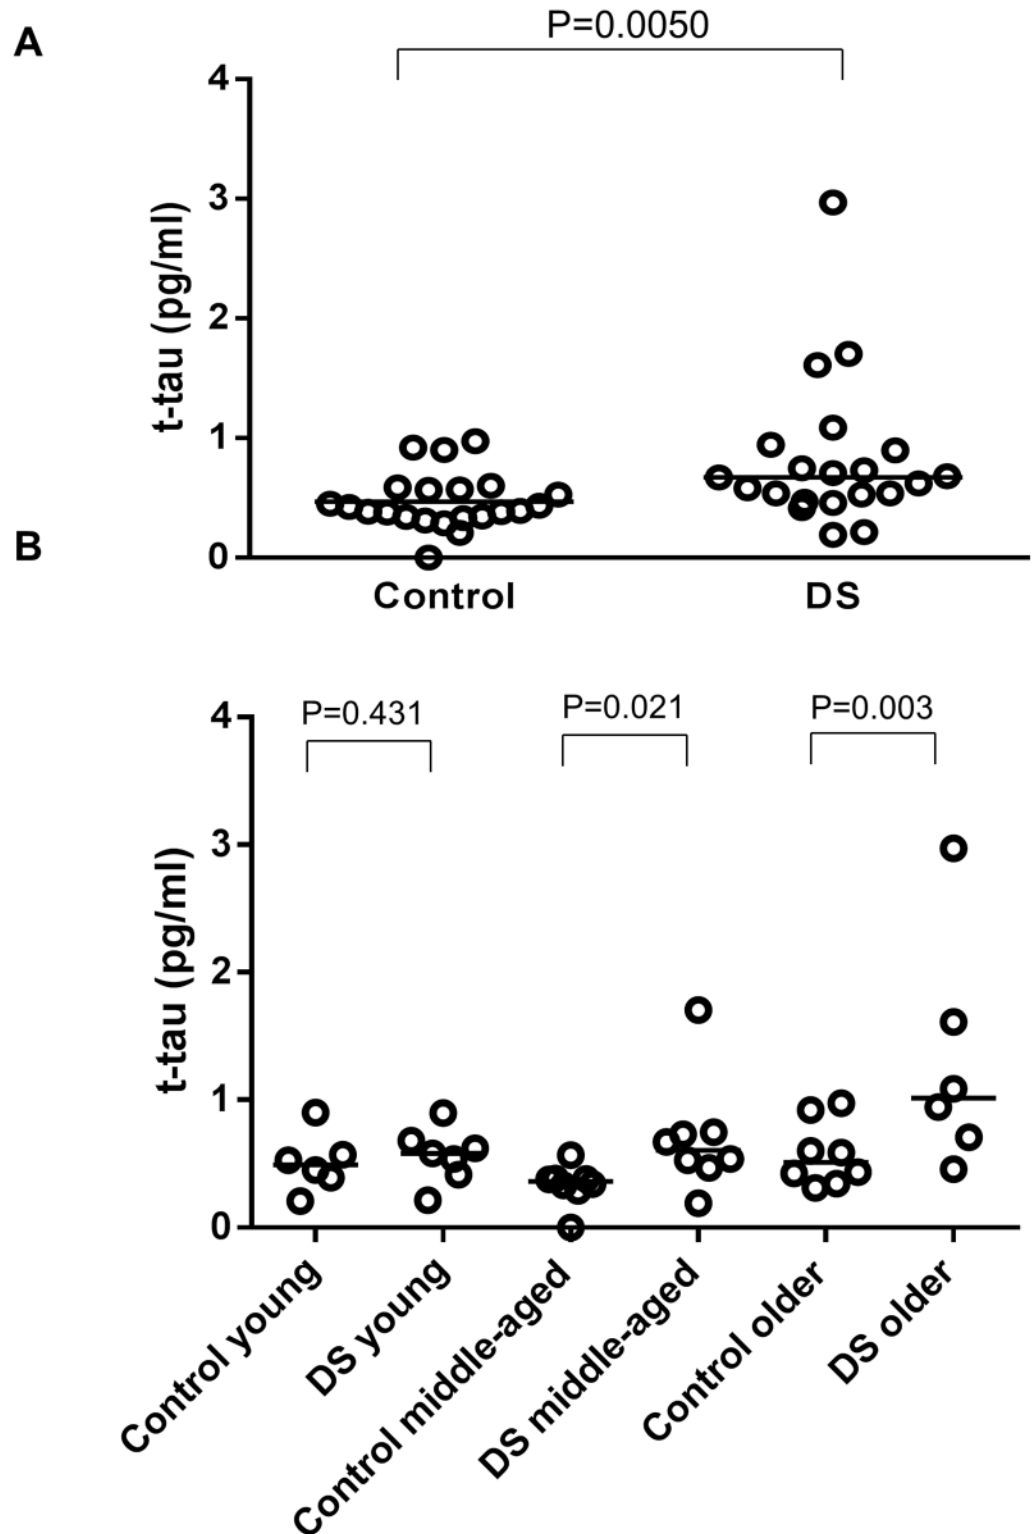 A
P=0.0050
4
3
2
1
0
t-tau (pg/ml)
Control
DS
B
P=0.431
P=0.021
P=0.003
4
3
2
1
0
t-tau (pg/ml)
Control young
DS young
Control middle-aged
DS middle-aged
Control older
DS older